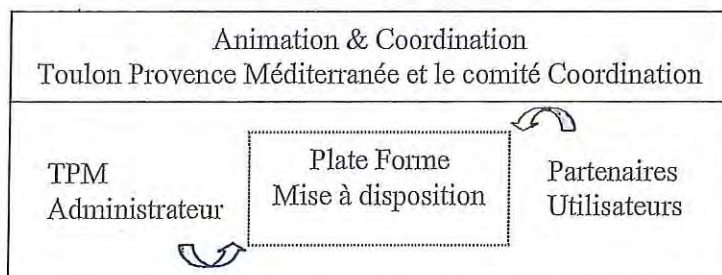 Animation & Coordination
Toulon Provence Méditerranée et le comité Coordination
TPM
Administrateur
Plate Forme
Mise à disposition
Partenaires
Utilisateurs